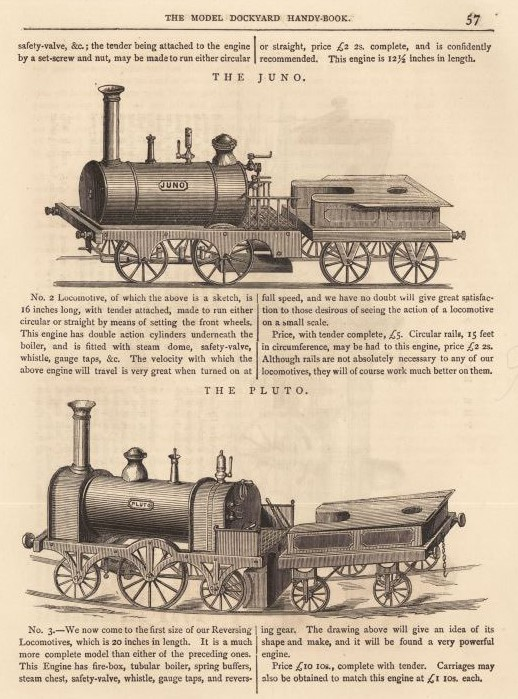 THE MODEL DOCKYARD HANDY-BOOK. 57
safety-valve, &c.; the tender being attached to the engine
by a set-screw and nut, may be made to run either circular
or straight, price £2 2s. complete, and is confidently
recommended. This engine is 12½ inches in length.
THE JUNO.
JUNO
No. 2 Locomotive, of which the above is a sketch, is
16 inches long, with tender attached, made to run either
circular or straight by means of setting the front wheels.
This engine has double action cylinders underneath the
boiler, and is fitted with steam dome, safety-valve,
whistle, gauge taps, &c. The velocity with which the
above engine will travel is very great when turned on at
full speed, and we have no doubt will give great satisfac-
tion to those desirous of seeing the action of a locomotive
on a small scale.
Price, with tender complete, £5. Circular rails, 15 feet
in circumference, may be had to this engine, price £2 2s.
Although rails are not absolutely necessary to any of our
locomotives, they will of course work much better on them.
THE PLUTO.
PLUTO
No. 3.—We now come to the first size of our Reversing
Locomotives, which is 20 inches in length. It is a much
more complete model than either of the preceding ones.
This Engine has fire-box, tubular boiler, spring buffers,
steam chest, safety-valve, whistle, gauge taps, and revers-
ing gear. The drawing above will give an idea of its
shape and make, and it will be found a very powerful
engine.
Price £10 10s., complete with tender. Carriages may
also be obtained to match this engine at £1 10s. each.